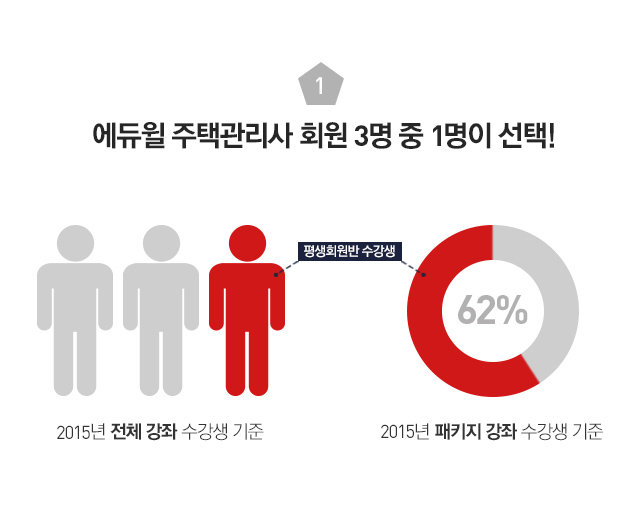 1
에듀윌 주택관리사 회원 3명 중 1명이 선택!
평생회원반 수강생
62%
2015년 전체 강좌 수강생 기준
2015년 패키지 강좌 수강생 기준